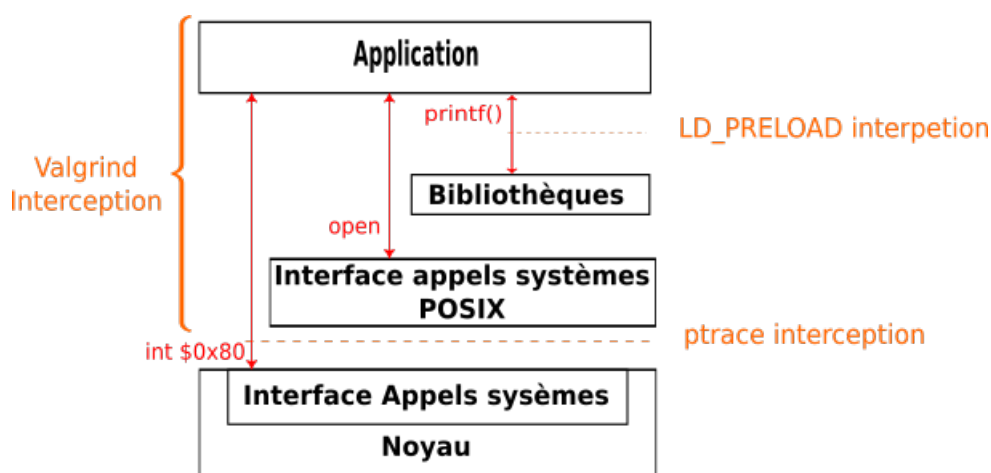 Application
printf()
LD_PRELOAD interpetion
Valgrind
Interception
Bibliothèques
open
Interface appels systèmes
POSIX
ptrace interception
int $0x80
Interface Appels sysèmes
Noyau